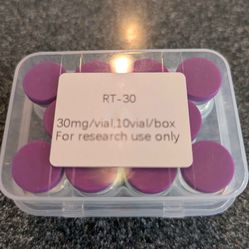 RT-30
30mg/vial,10vial/box
For research use only